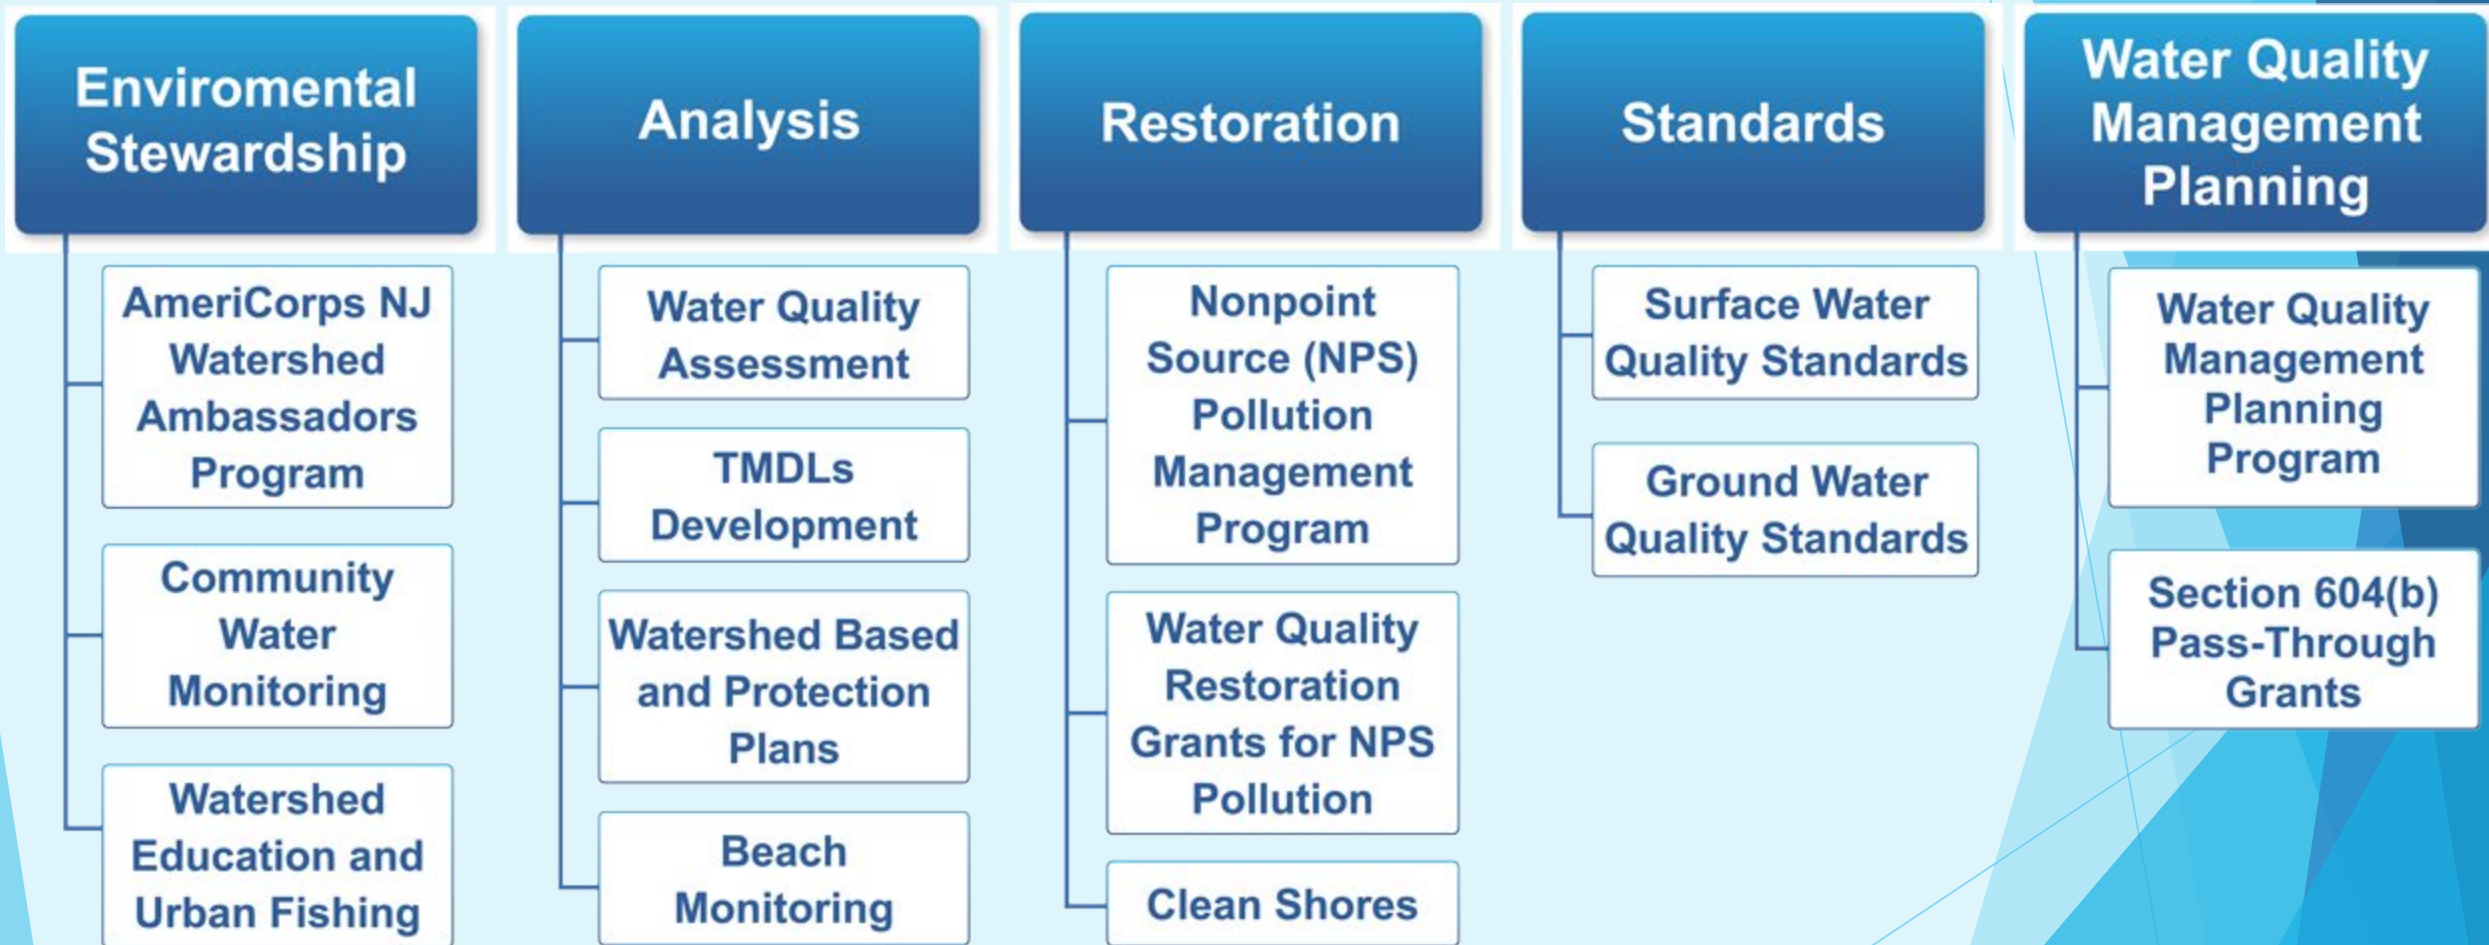 Enviromental
Stewardship
AmeriCorps NJ
Watershed
Ambassadors
Program
Community
Water
Monitoring
Watershed
Education and
Urban Fishing
Analysis
Water Quality
Assessment
TMDLs
Development
Watershed Based
and Protection
Plans
Beach
Monitoring
Restoration
Nonpoint
Source (NPS)
Pollution
Management
Program
Water Quality
Restoration
Grants for NPS
Pollution
Clean Shores
Standards
Surface Water
Quality Standards
Ground Water
Quality Standards
Water Quality
Management
Planning
Water Quality
Management
Planning
Program
Section 604(b)
Pass-Through
Grants